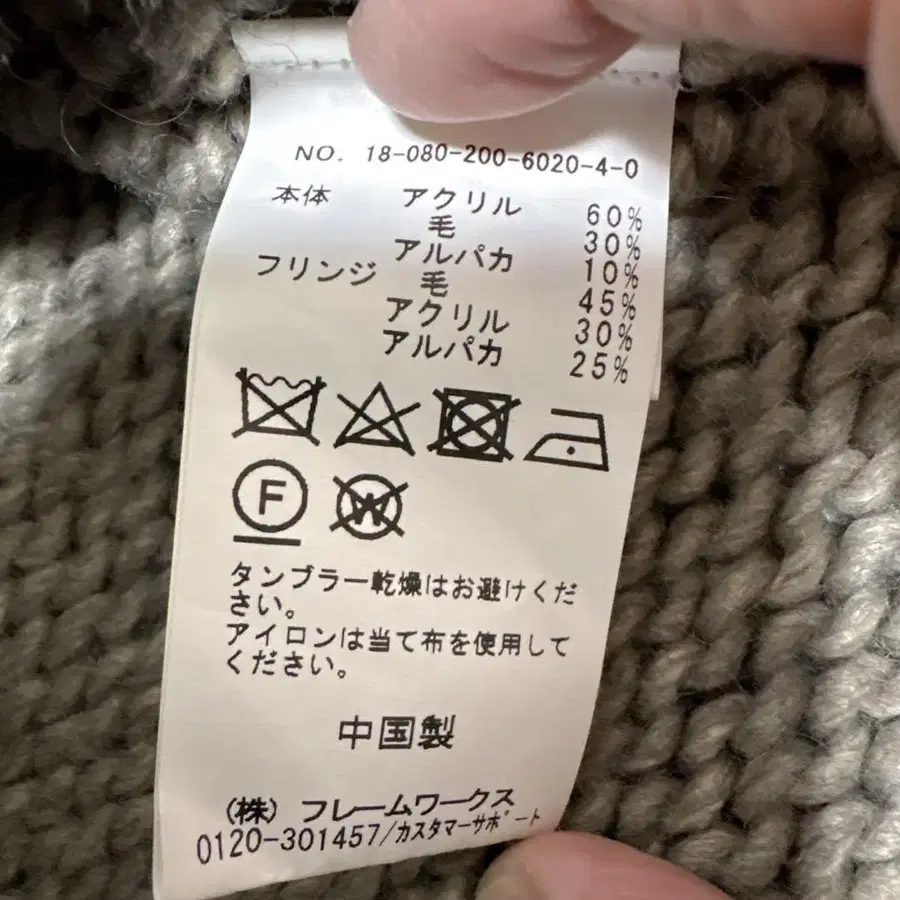 NO. 18-080-200-6020-4-0
本体 アクリル 60%
毛 30%
アルパカ 10%
フリンジ 毛 45%
アクリル 30%
アルパカ 25%
F W
タンブラー乾燥はお避けくだ
さい。
アイロンは当て布を使用して
ください。
中国製
(株) フレームワークス
0120-301457/カスタマーサポート